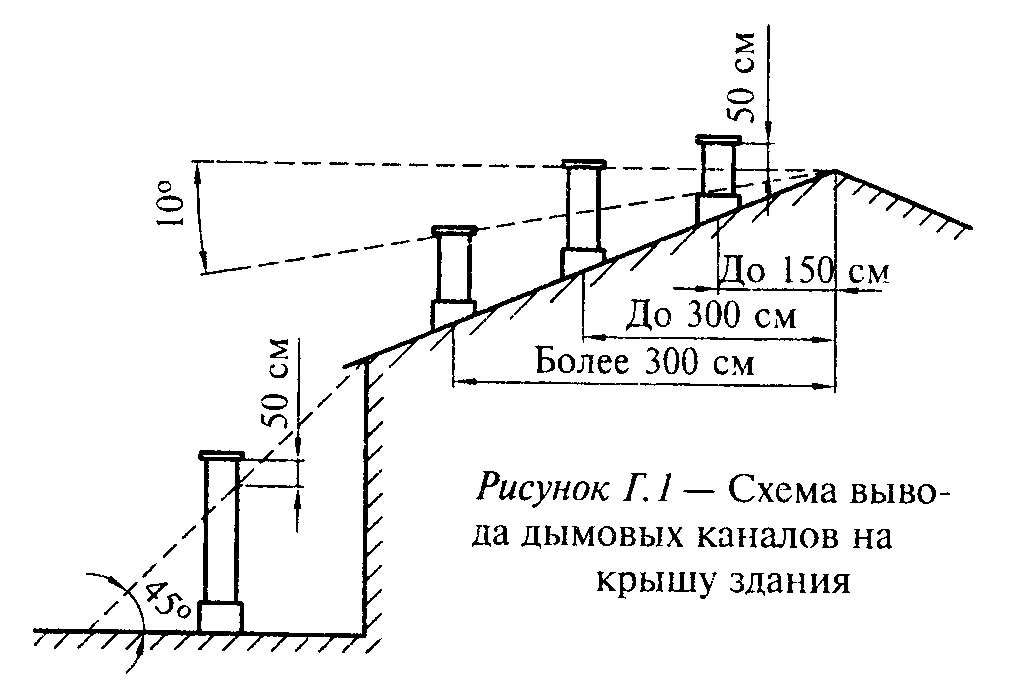 50 см
10°
До 150 см
До 300 см
Более 300 см
50 см
45°
Рисунок Г.1 — Схема выво-
да дымовых каналов на
крышу здания